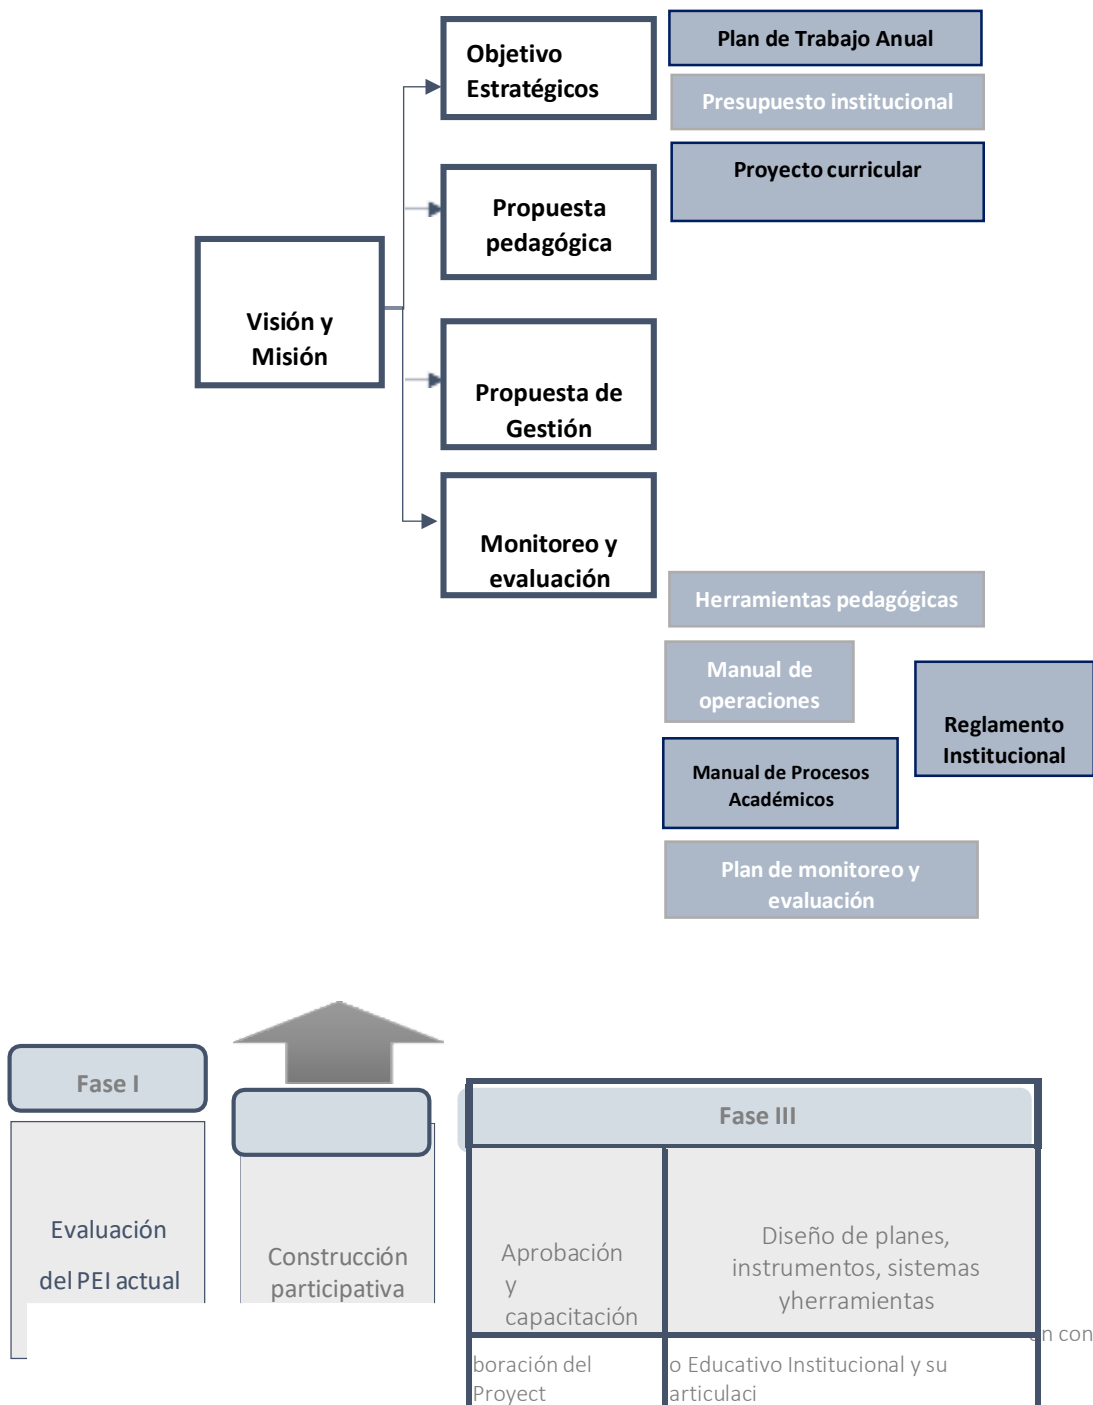 Objetivo
Estratégicos
Plan de Trabajo Anual
Presupuesto institucional
Proyecto curricular
Propuesta
pedagógica
Visión y
Misión
Propuesta de
Gestión
Monitoreo y
evaluación
Herramientas pedagógicas
Manual de
operaciones
Reglamento
Institucional
Manual de Procesos
Académicos
Plan de monitoreo y
evaluación
Fase I
Fase III
Evaluación
del PEI actual
Construcción
participativa
Aprobación
y
capacitación
Diseño de planes,
instrumentos, sistemas
yherramientas
n con
boración del
Proyect
o Educativo Institucional y su
articulaci